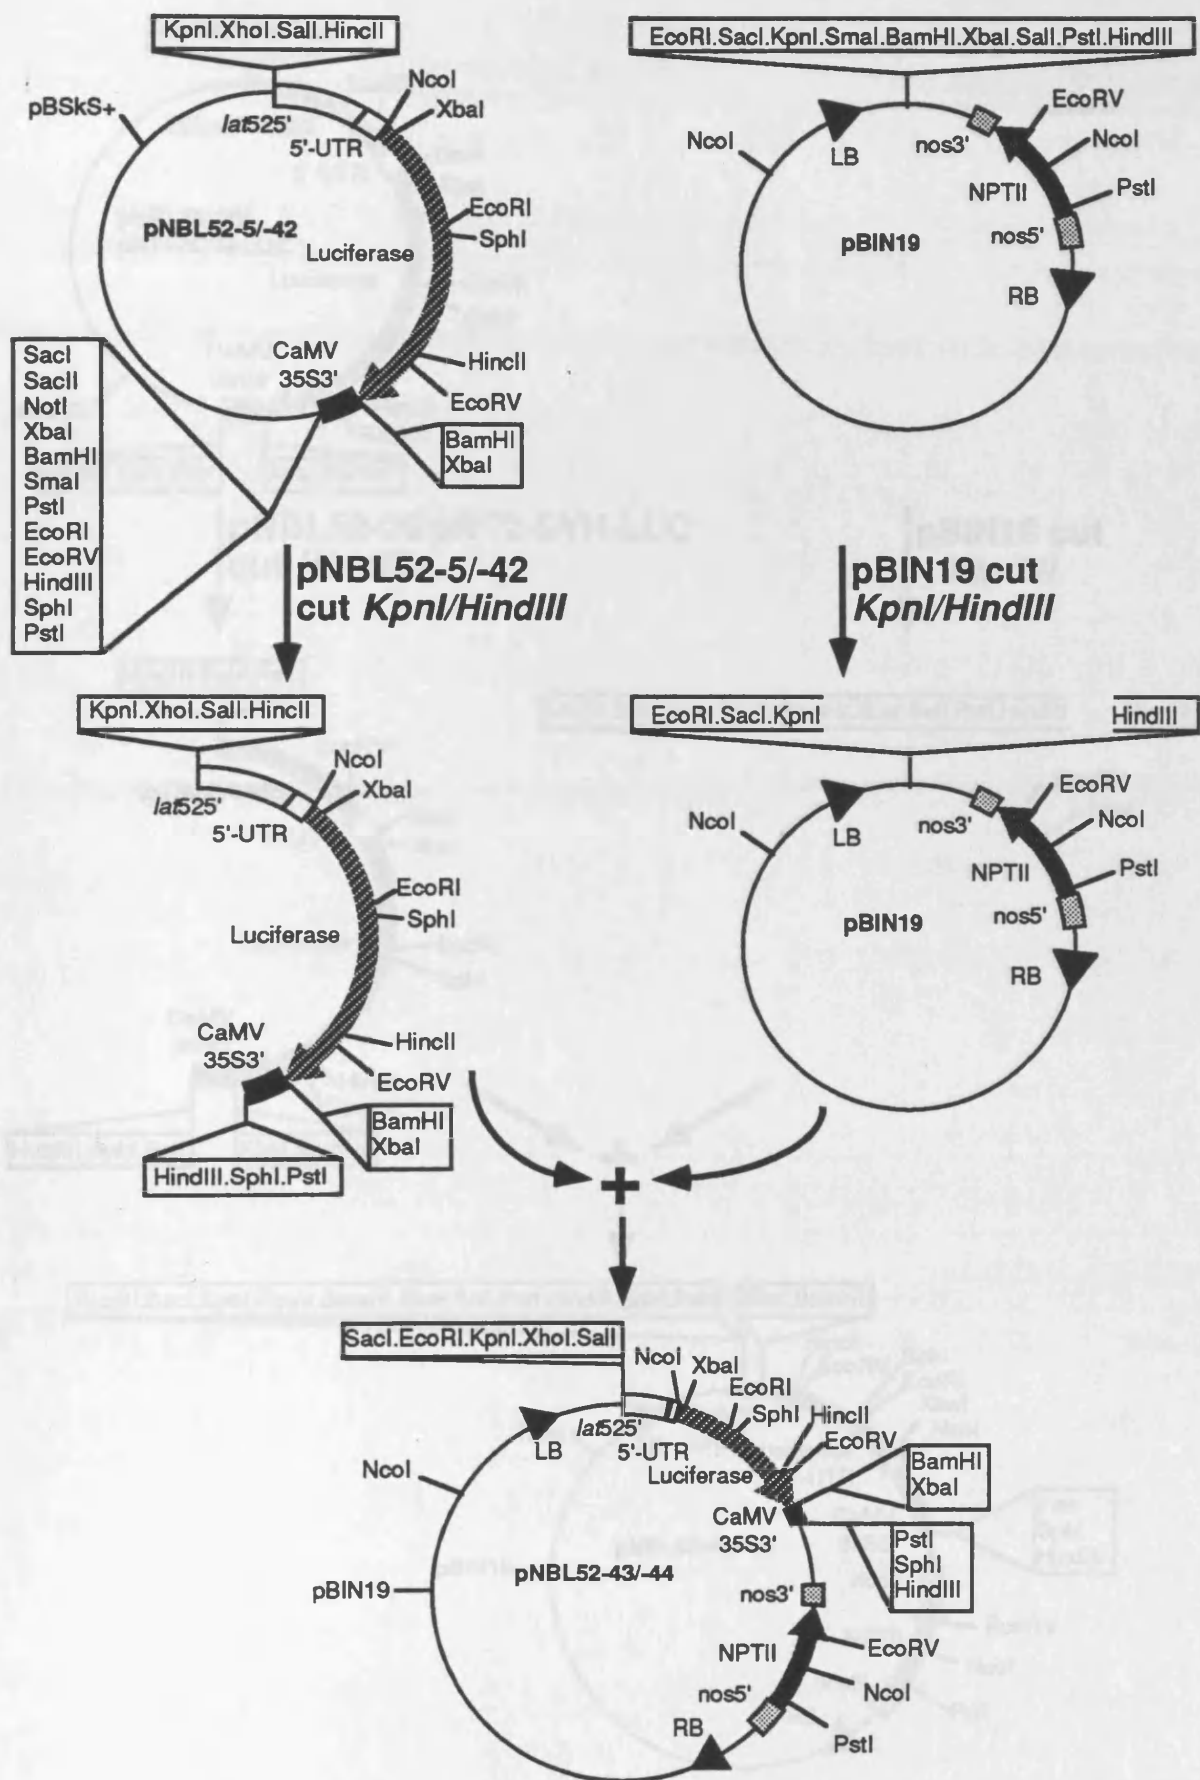 KpnI.XhoI.SalI.HincII
pBSkS+
lat525'
5'-UTR
NcoI
XbaI
pNBL52-5/-42
EcoRI
SphI
Luciferase
CaMV
35S3'
HincII
EcoRV
BamHI
XbaI
SacI
SacII
NotI
XbaI
BamHI
SmaI
PstI
EcoRI
EcoRV
HindIII
SphI
PstI
EcoRI.SacI.KpnI.SmaI.BamHI.XbaI.SalI.PstI.HindIII
NcoI
LB
nos3'
EcoRV
NcoI
NPTII
PstI
nos5'
pBIN19
RB
pNBL52-5/-42
cut KpnI/HindIII
pBIN19 cut
KpnI/HindIII
KpnI.XhoI.SalI.HincII
lat525'
5'-UTR
NcoI
XbaI
EcoRI
SphI
Luciferase
CaMV
35S3'
HincII
EcoRV
BamHI
XbaI
HindIII.SphI.PstI
EcoRI.SacI.KpnI
HindIII
NcoI
LB
nos3'
EcoRV
NcoI
NPTII
PstI
nos5'
pBIN19
RB
+
SacI.EcoRI.KpnI.XhoI.SalI
NcoI
XbaI
EcoRI
SphI
HincII
EcoRV
lat525'
LB
5'-UTR
Luciferase
NcoI
BamHI
XbaI
CaMV
35S3'
PstI
SphI
HindIII
pNBL52-43/-44
pBIN19
nos3'
NPTII
EcoRV
NcoI
nos5'
RB
PstI